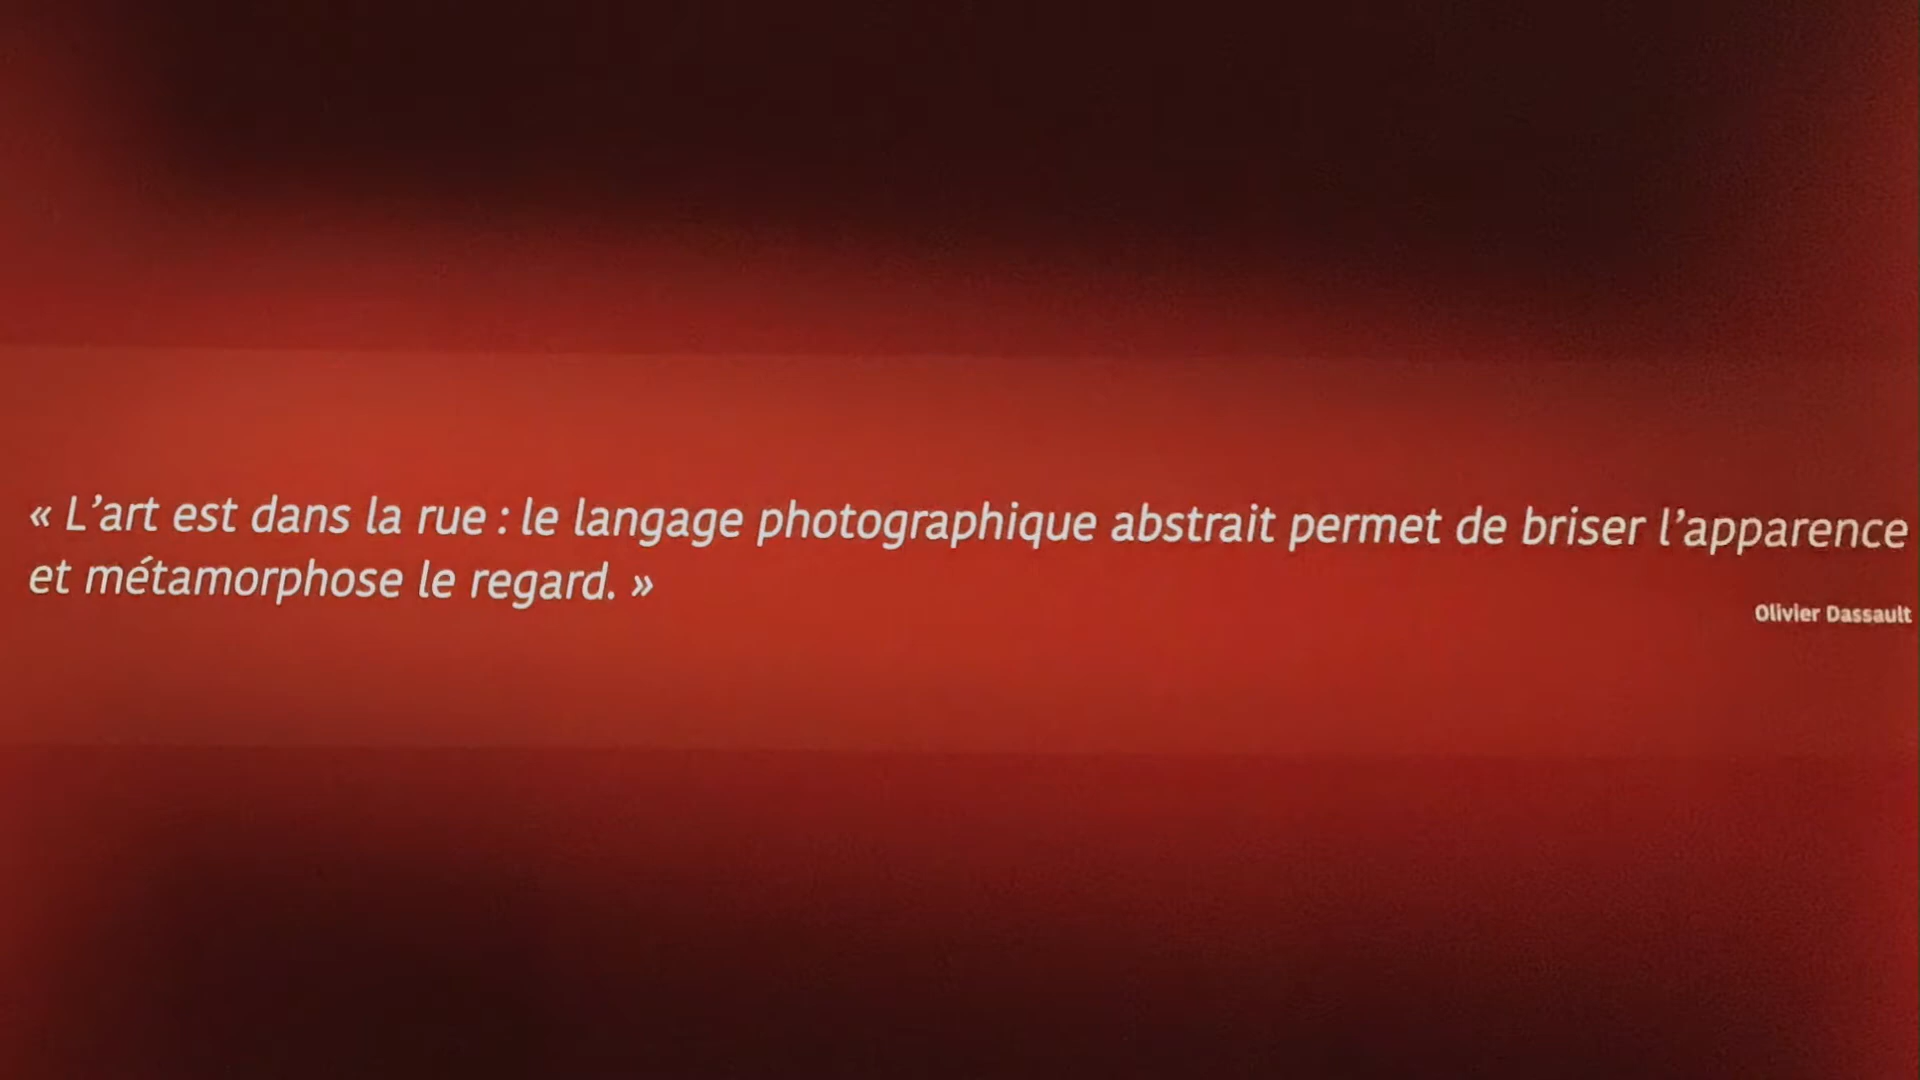 « L’art est dans la rue : le langage photographique abstrait permet de briser l’apparence
et métamorphose le regard. »
Olivier Dassault